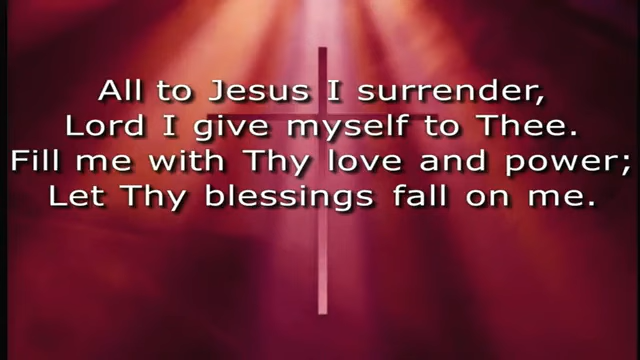 All to Jesus I surrender,
Lord I give myself to Thee.
Fill me with Thy love and power;
Let Thy blessings fall on me.